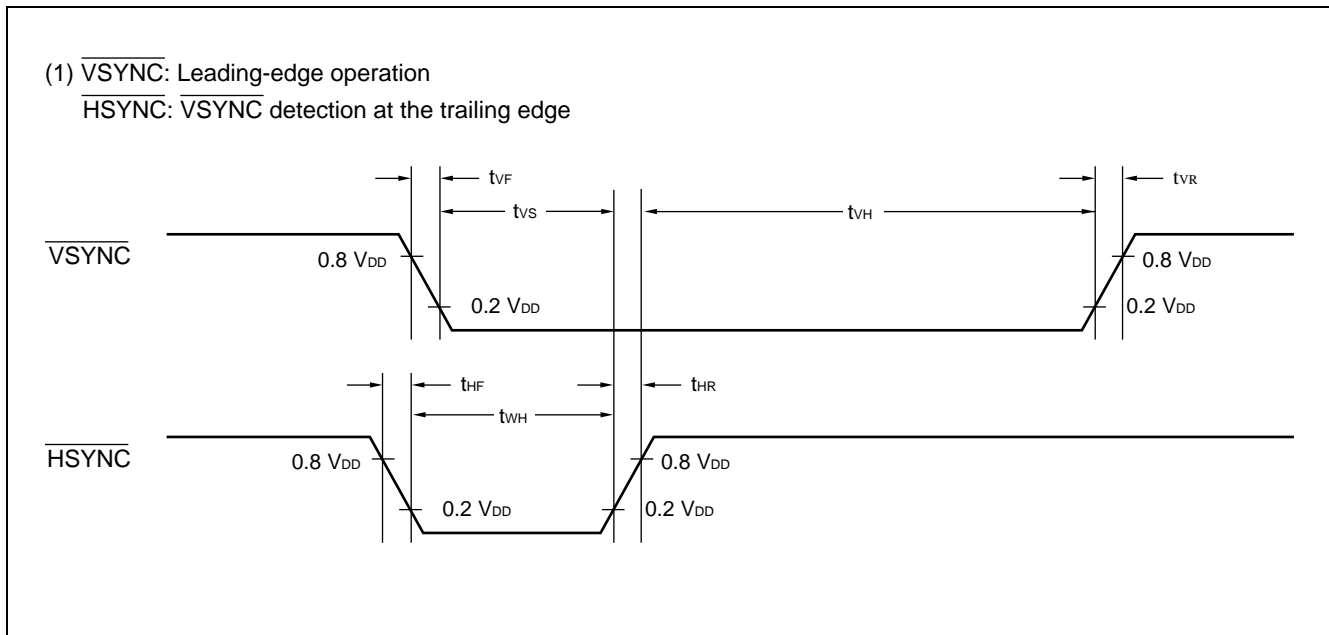 (1) VSYNC: Leading-edge operation
HSYNC: VSYNC detection at the trailing edge
tVF
tVR
tVS
tVH
VSYNC
0.8 VDD
0.8 VDD
0.2 VDD
0.2 VDD
tHF
tHR
tWH
HSYNC
0.8 VDD
0.8 VDD
0.2 VDD
0.2 VDD